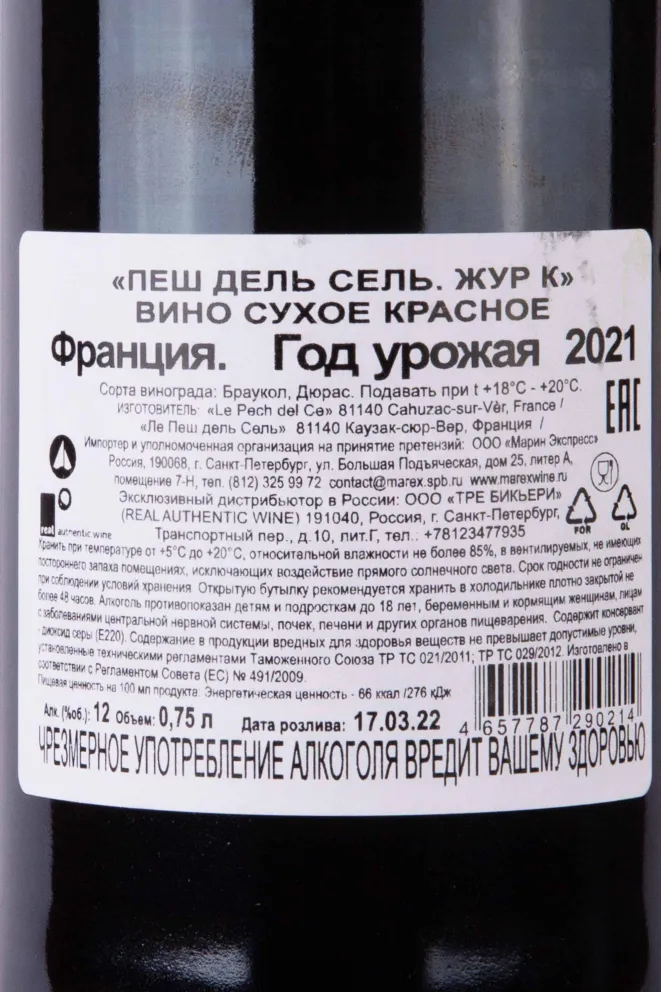 «ПЕШ ДЕЛЬ СЕЛЬ. ЖУР К»
ВИНО СУХОЕ КРАСНОЕ
Франция. Год урожая 2021
Сорта винограда: Браукол, Дюрас. Подавать при t +18°C - +20°C.
ИЗГОТОВИТЕЛЬ: «Le Pech del Ce» 81140 Cahuzac-sur-Vèr, France /
«Ле Пеш дель Сель» 81140 Каузак-сюр-Вер, Франция /
EAC
Импортер и уполномоченная организация на принятие претензий: ООО «Марин Экспресс»
Россия, 190068, г. Санкт-Петербург, ул. Большая Подъяческая, дом 25, литер А,
помещение 7-Н, тел. (812) 325 99 72 contact@marex.spb.ru www.marexwine.ru
Эксклюзивный дистрибьютор в России: ООО «ТРЕ БИКЬЕРИ»
(REAL AUTHENTIC WINE) 191040, Россия, г. Санкт-Петербург,
Транспортный пер., д.10, лит.Г, тел.: +78123477935
real authentic wine
FOR
GL
Хранить при температуре от +5°С до +20°С, относительной влажности не более 85%, в вентилируемых, не имеющих
постороннего запаха помещениях, исключающих воздействие прямого солнечного света. Срок годности не ограничен
при соблюдении условий хранения. Открытую бутылку рекомендуется хранить в холодильнике плотно закрытой не
более 48 часов. Алкоголь противопоказан детям и подросткам до 18 лет, беременным и кормящим женщинам, лицам
с заболеваниями центральной нервной системы, почек, печени и других органов пищеварения. Содержит консервант
- диоксид серы (Е220). Содержание в продукции вредных для здоровья веществ не превышает допустимые уровни,
установленные техническими регламентами Таможенного Союза ТР ТС 021/2011; ТР ТС 029/2012. Изготовлено в
соответствии с Регламентом Совета (ЕС) № 491/2009.
Пищевая ценность на 100 мл продукта: Энергетическая ценность - 66 ккал /276 кДж
Алк. (%об.): 12 Объем: 0,75 л Дата розлива: 17.03.22
4 657787 290214
ЧРЕЗМЕРНОЕ УПОТРЕБЛЕНИЕ АЛКОГОЛЯ ВРЕДИТ ВАШЕМУ ЗДОРОВЬЮ